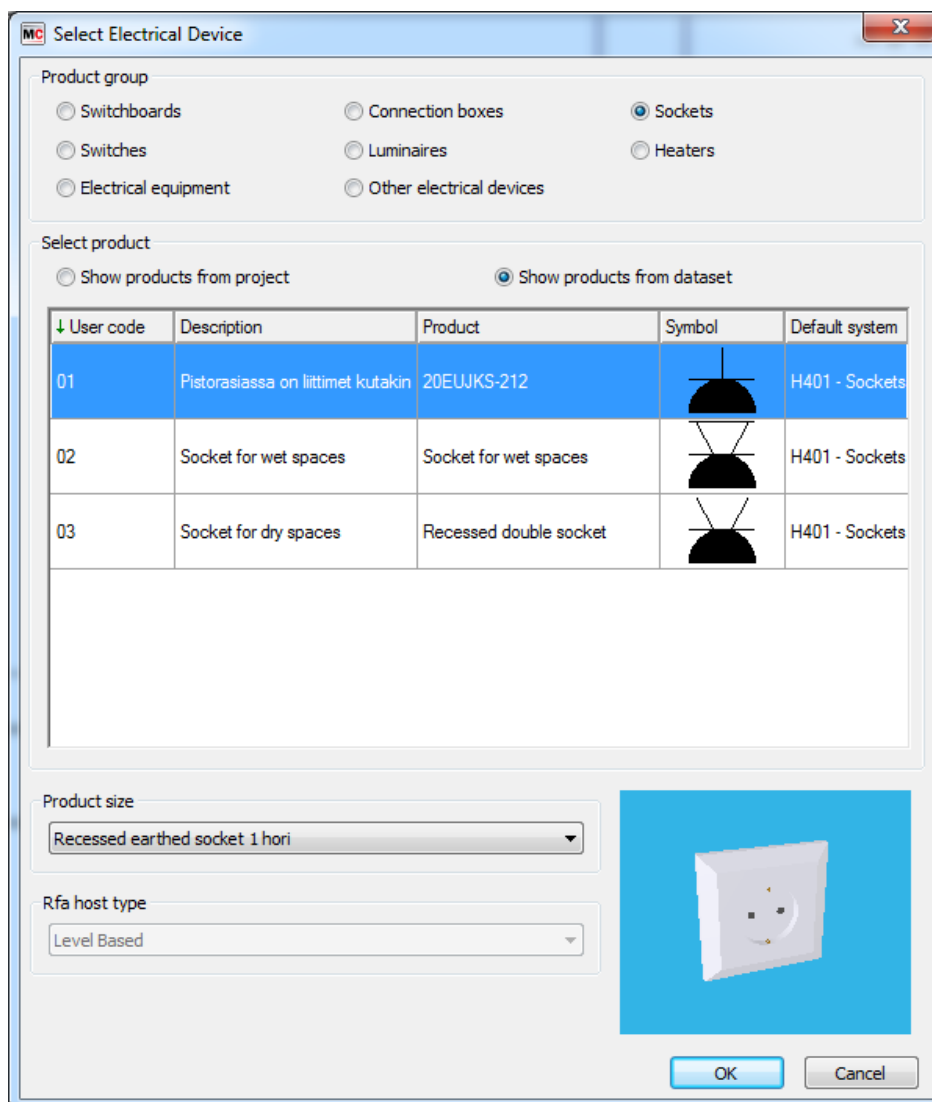 MC Select Electrical Device X
Product group
Switchboards Connection boxes Sockets
Switches Luminaires Heaters
Electrical equipment Other electrical devices
Select product
Show products from project Show products from dataset
↓ User code Description Product Symbol Default system
01 Pistorasiassa on liittimet kutakin 20EUJKS-212 H401 - Sockets
02 Socket for wet spaces Socket for wet spaces H401 - Sockets
03 Socket for dry spaces Recessed double socket H401 - Sockets
Product size
Recessed earthed socket 1 hori
Rfa host type
Level Based
OK Cancel